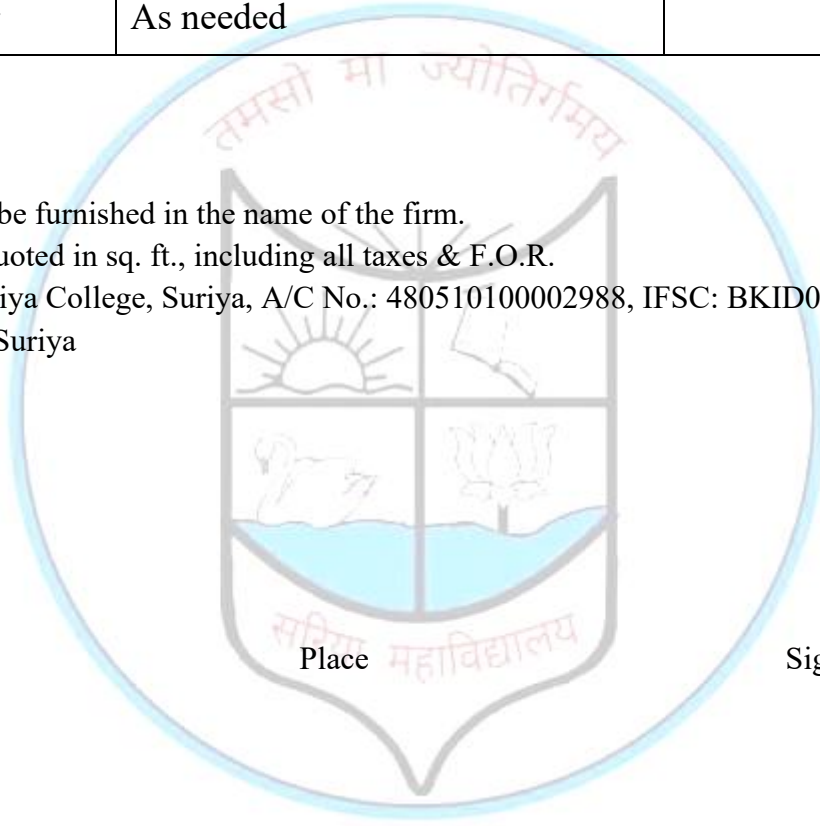 As needed
तमसो मा ज्योतिर्गमय
be furnished in the name of the firm.
uoted in sq. ft., including all taxes & F.O.R.
iya College, Suriya, A/C No.: 480510100002988, IFSC: BKID0
Suriya
सरिया महाविद्यालय
Place Sig